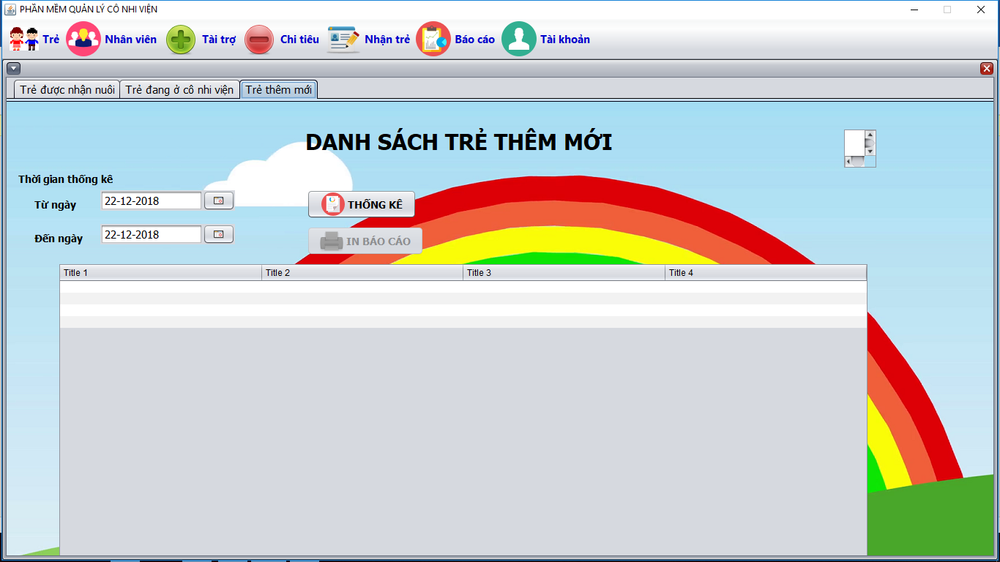 PHẦN MỀM QUẢN LÝ CÔ NHI VIỆN
Trẻ Nhân viên Tài trợ Chi tiêu Nhận trẻ Báo cáo Tài khoản
Trẻ được nhận nuôi Trẻ đang ở cô nhi viện Trẻ thêm mới
DANH SÁCH TRẺ THÊM MỚI
Thời gian thống kê
Từ ngày 22-12-2018 THỐNG KÊ
Đến ngày 22-12-2018 IN BÁO CÁO
Title 1 Title 2 Title 3 Title 4